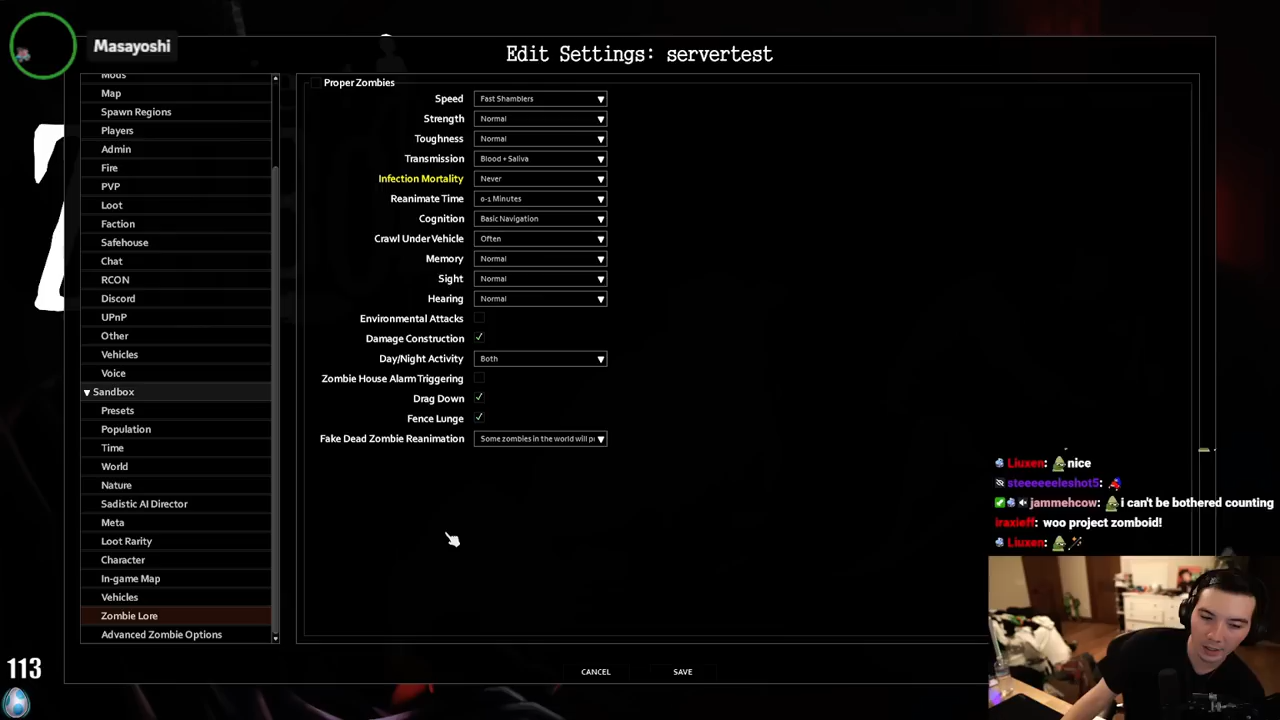 Masayoshi
Edit Settings: servertest
Mods
Map
Spawn Regions
Players
Admin
Fire
PVP
Loot
Faction
Safehouse
Chat
RCON
Discord
UPnP
Other
Vehicles
Voice
Sandbox
Presets
Population
Time
World
Nature
Sadistic AI Director
Meta
Loot Rarity
Character
In-game Map
Vehicles
Zombie Lore
Advanced Zombie Options
Proper Zombies
Speed Fast Shamblers
Strength Normal
Toughness Normal
Transmission Blood + Saliva
Infection Mortality Never
Reanimate Time 0-1 Minutes
Cognition Basic Navigation
Crawl Under Vehicle Often
Memory Normal
Sight Normal
Hearing Normal
Environmental Attacks
Damage Construction
Day/Night Activity Both
Zombie House Alarm Triggering
Drag Down
Fence Lunge
Fake Dead Zombie Reanimation Some zombies in the world will
CANCEL SAVE
Liuxen: nice
steeeeeeleshot5:
jammehcow: i can't be bothered counting
iraxieff: woo project zomboid!
Liuxen:
113